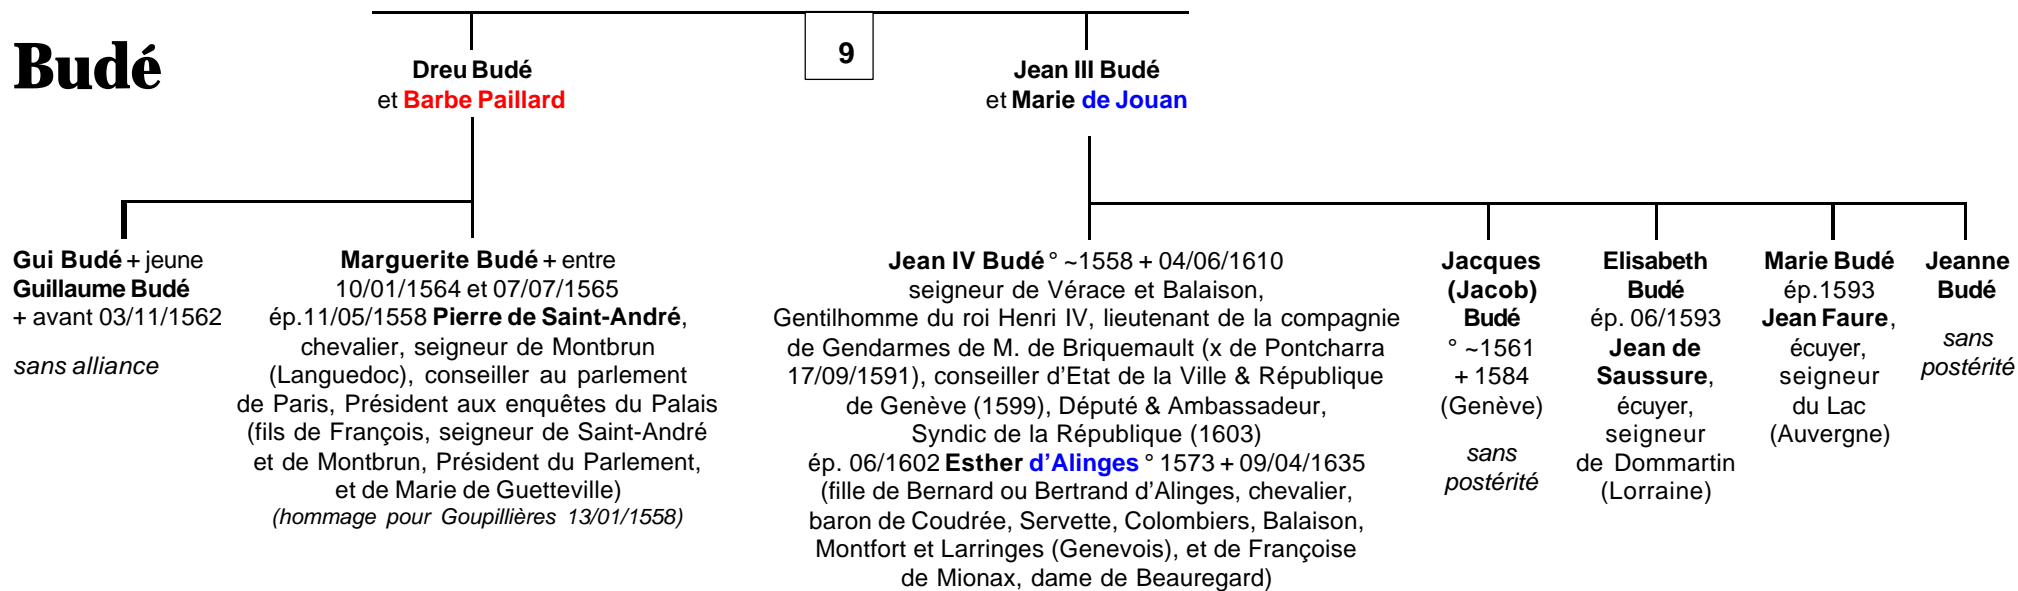 Budé
9
Dreu Budé
et Barbe Paillard
Jean III Budé
et Marie de Jouan
Gui Budé + jeune
Guillaume Budé
+ avant 03/11/1562
sans alliance
Marguerite Budé + entre
10/01/1564 et 07/07/1565
ép.11/05/1558 Pierre de Saint-André,
chevalier, seigneur de Montbrun
(Languedoc), conseiller au parlement
de Paris, Président aux enquêtes du Palais
(fils de François, seigneur de Saint-André
et de Montbrun, Président du Parlement,
et de Marie de Guetteville)
(hommage pour Goupillières 13/01/1558)
Jean IV Budé ° ~1558 + 04/06/1610
seigneur de Vérace et Balaison,
Gentilhomme du roi Henri IV, lieutenant de la compagnie
de Gendarmes de M. de Briquemault (x de Pontcharra
17/09/1591), conseiller d’Etat de la Ville & République
de Genève (1599), Député & Ambassadeur,
Syndic de la République (1603)
ép. 06/1602 Esther d’Alinges ° 1573 + 09/04/1635
(fille de Bernard ou Bertrand d’Alinges, chevalier,
baron de Coudrée, Servette, Colombiers, Balaison,
Montfort et Larringes (Genevois), et de Françoise
de Mionax, dame de Beauregard)
Jacques
(Jacob)
Budé
° ~1561
+ 1584
(Genève)
sans
postérité
Elisabeth
Budé
ép. 06/1593
Jean de
Saussure,
écuyer,
seigneur
de Dommartin
(Lorraine)
Marie Budé
ép.1593
Jean Faure,
écuyer,
seigneur
du Lac
(Auvergne)
Jeanne
Budé
sans
postérité